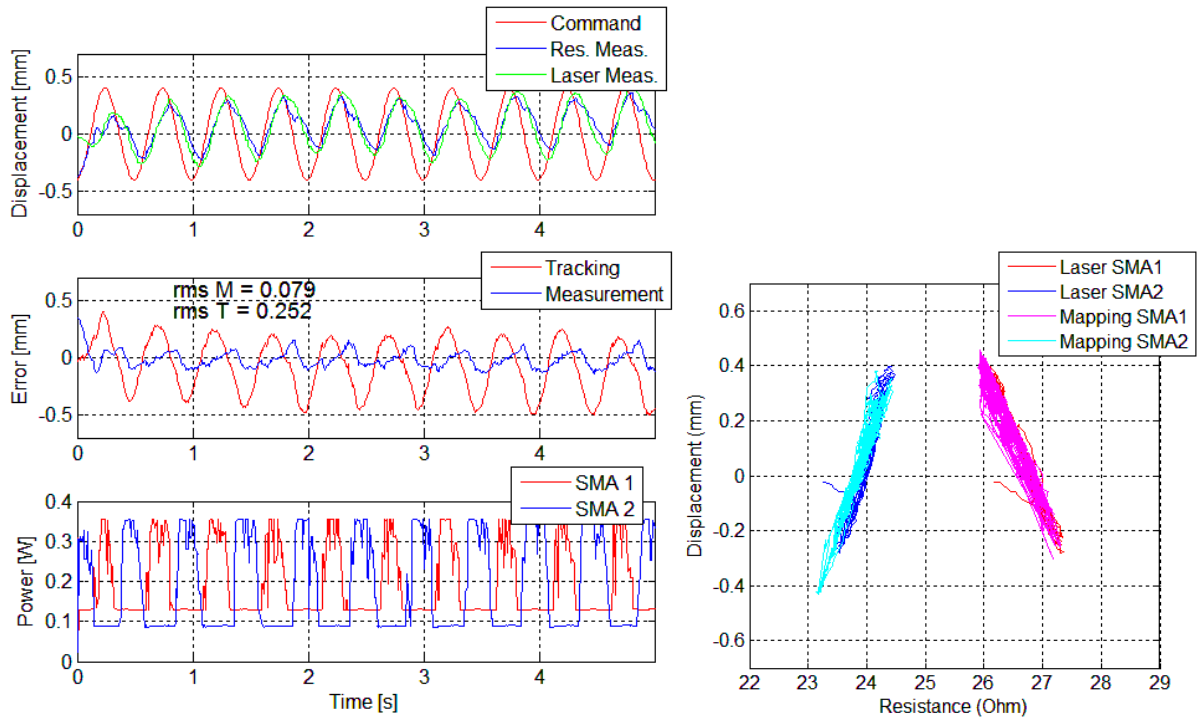 Command
Res. Meas.
Laser Meas.
Displacement [mm]
0.5
0
-0.5
0 1 2 3 4
Tracking
Measurement
rms M = 0.079
rms T = 0.252
Error [mm]
0.5
0
-0.5
0 1 2 3 4
SMA 1
SMA 2
Power [W]
0.4
0.3
0.2
0.1
0
0 1 2 3 4
Time [s]
Laser SMA1
Laser SMA2
Mapping SMA1
Mapping SMA2
Displacement (mm)
0.6
0.4
0.2
0
-0.2
-0.4
-0.6
22 23 24 25 26 27 28 29
Resistance (Ohm)